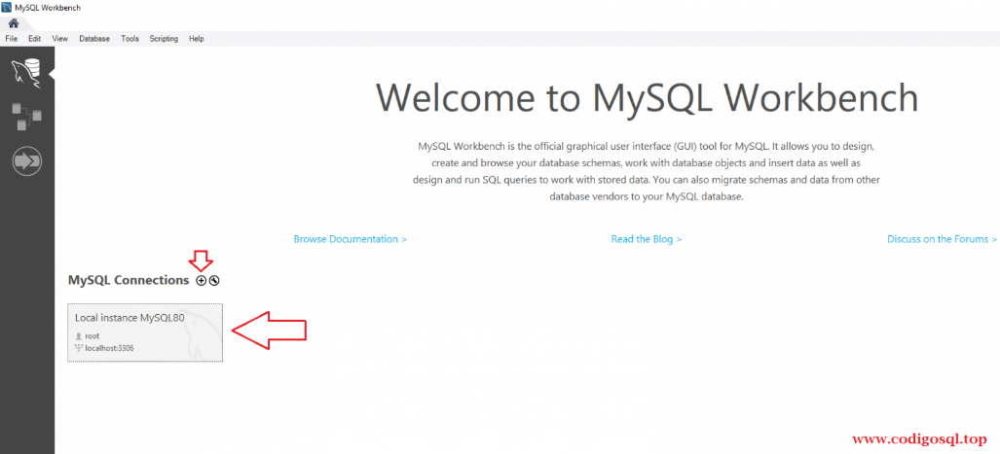 MySQL Workbench
File Edit View Database Tools Scripting Help
Welcome to MySQL Workbench
MySQL Workbench is the official graphical user interface (GUI) tool for MySQL. It allows you to design,
create and browse your database schemas, work with database objects and insert data as well as
design and run SQL queries to work with stored data. You can also migrate schemas and data from other
database vendors to your MySQL database.
Browse Documentation > Read the Blog > Discuss on the Forums >
MySQL Connections
Local instance MySQL80
root
localhost:3306
www.codigosql.top